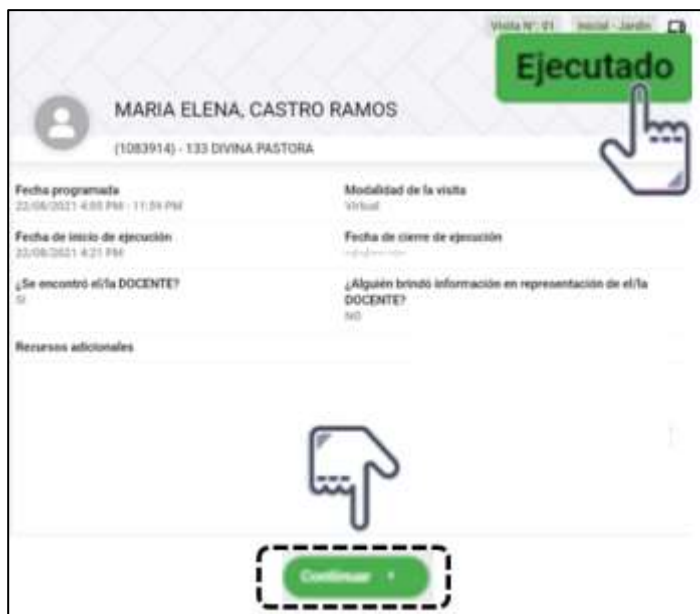 Visita N°: 01 Inicial - Jardín
Ejecutado
MARIA ELENA, CASTRO RAMOS
(1083914) - 133 DIVINA PASTORA
Fecha programada
22/08/2021 4:05 PM - 11:59 PM
Modalidad de la visita
Virtual
Fecha de inicio de ejecución
22/08/2021 4:21 PM
Fecha de cierre de ejecución
¿Se encontró el/la DOCENTE?
SI
¿Alguién brindó información en representación de el/la
DOCENTE?
NO
Recursos adicionales
Continuar